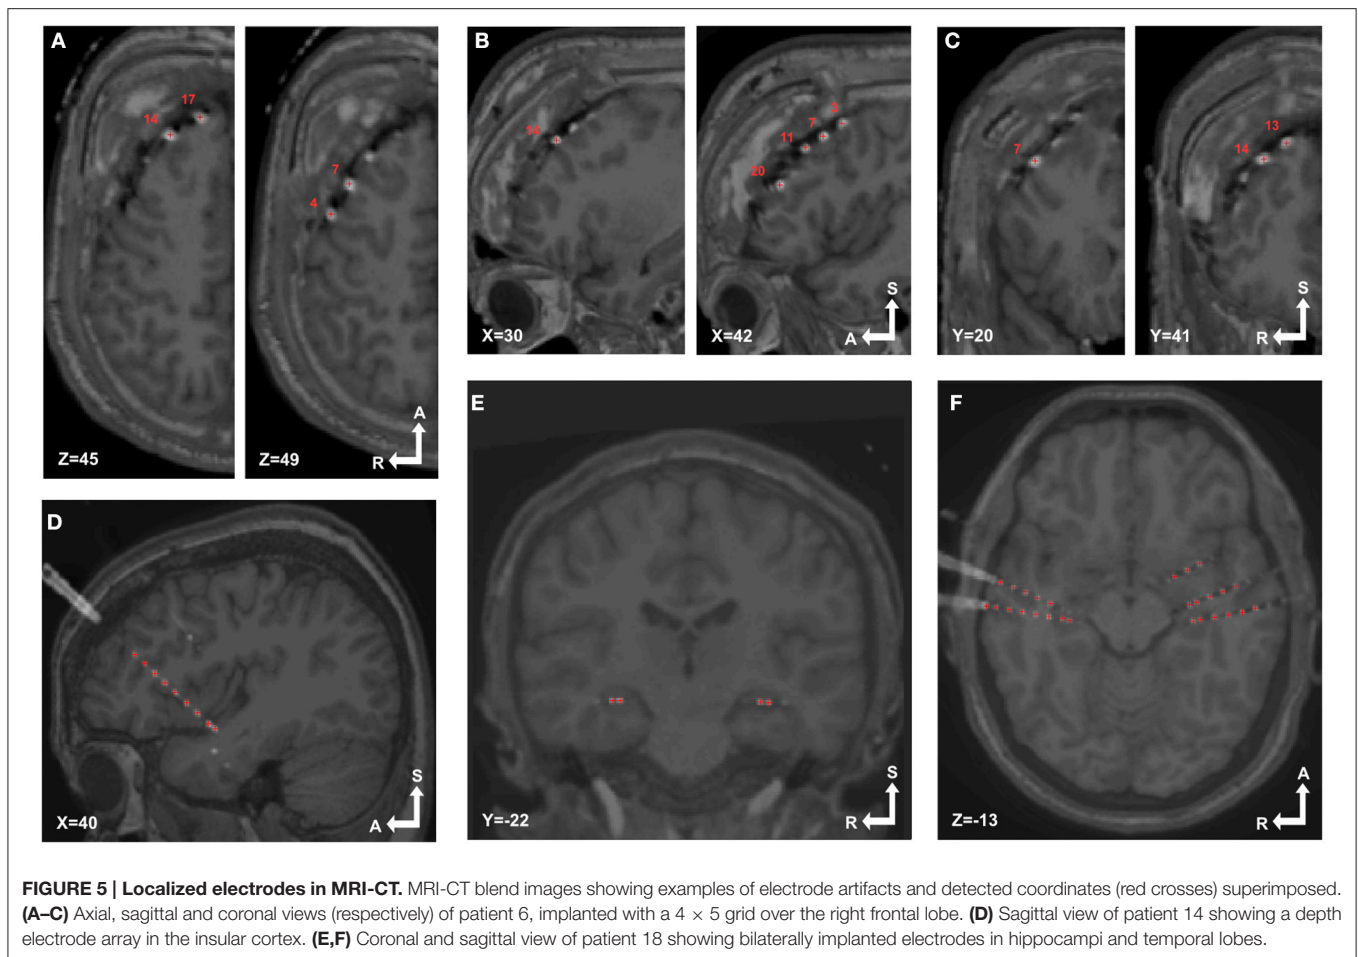 A
17
14
7
4
Z=45
Z=49
A
R
B
14
3
7
11
20
X=30
X=42
S
A
C
7
13
14
Y=20
Y=41
S
R
D
X=40
S
A
E
Y=-22
S
R
F
Z=-13
A
R
FIGURE 5 | Localized electrodes in MRI-CT. MRI-CT blend images showing examples of electrode artifacts and detected coordinates (red crosses) superimposed.
(A–C) Axial, sagittal and coronal views (respectively) of patient 6, implanted with a 4 × 5 grid over the right frontal lobe. (D) Sagittal view of patient 14 showing a depth
electrode array in the insular cortex. (E,F) Coronal and sagittal view of patient 18 showing bilaterally implanted electrodes in hippocampi and temporal lobes.